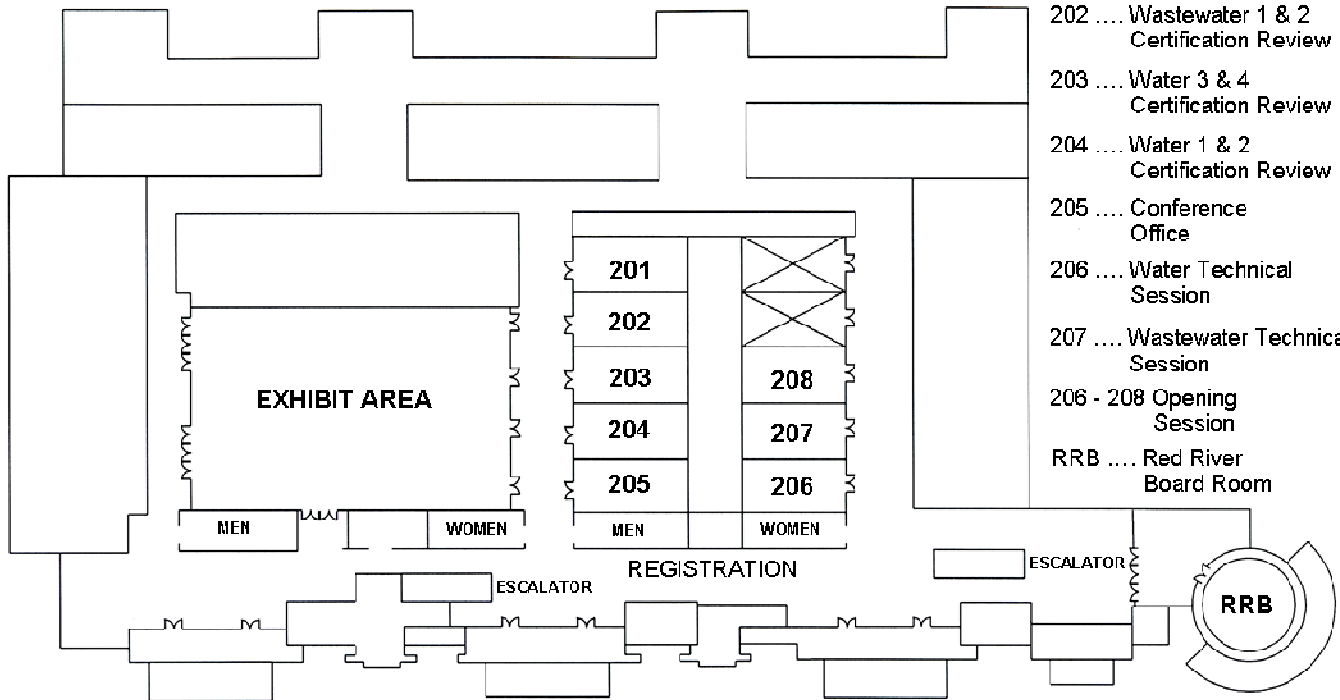 202 .... Wastewater 1 & 2
Certification Review
203 .... Water 3 & 4
Certification Review
204 .... Water 1 & 2
Certification Review
205 .... Conference
Office
206 .... Water Technical
Session
207 .... Wastewater Technica
Session
206 - 208 Opening
Session
RRB .... Red River
Board Room
201
202
203
208
EXHIBIT AREA
204
207
205
206
MEN
WOMEN
MEN
WOMEN
REGISTRATION
ESCALATOR
ESCALATOR
RRB